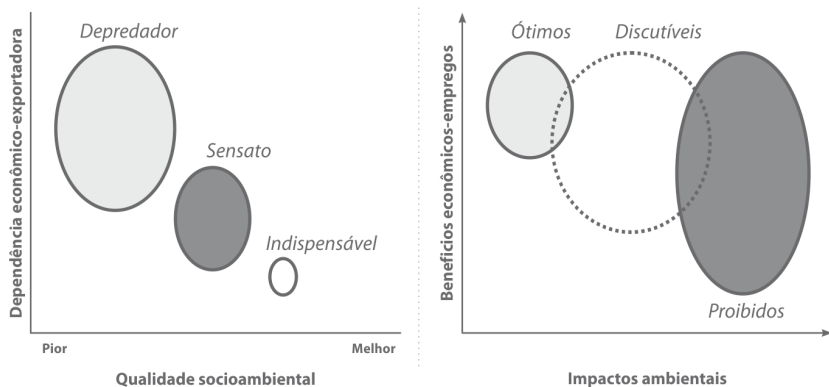 Dependência econômico-exportadora
Depredador
Sensato
Indispensável
Pior
Melhor
Qualidade socioambiental
Benefícios econômicos-empregos
Ótimos
Discutíveis
Proibidos
Impactos ambientais